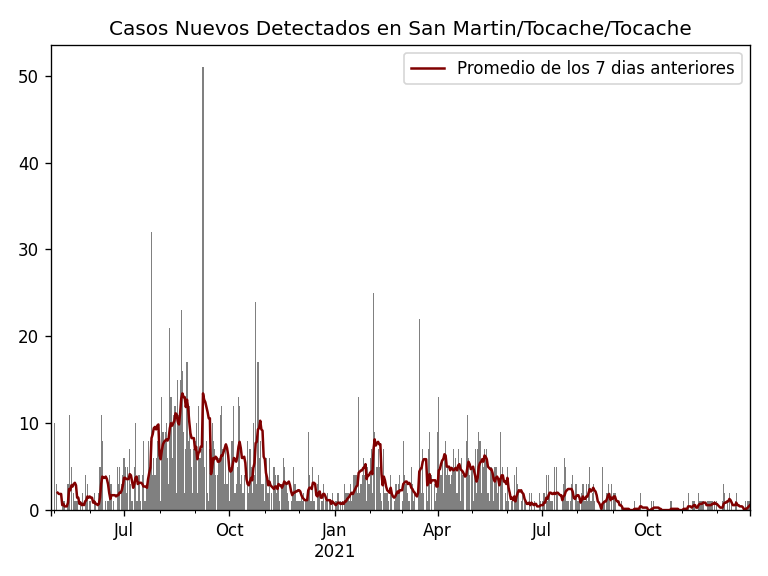 Casos Nuevos Detectados en San Martin/Tocache/Tocache
Promedio de los 7 dias anteriores
50
40
30
20
10
0
Jul
Oct
Jan
2021
Apr
Jul
Oct